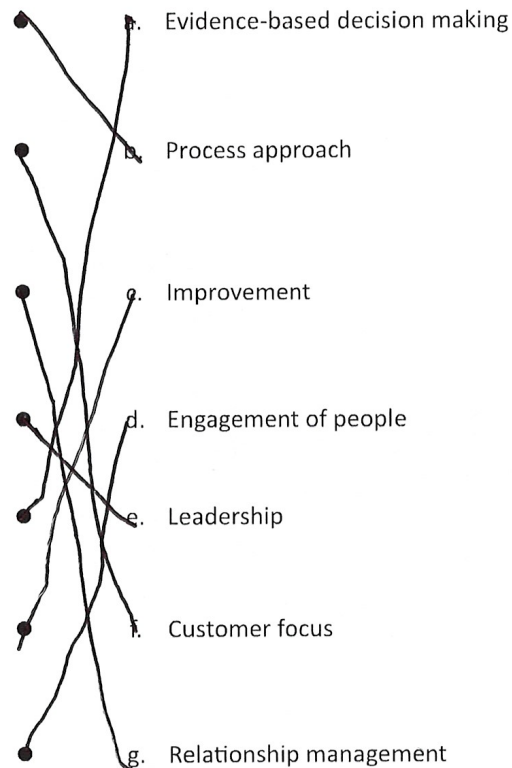 a. Evidence-based decision making
b. Process approach
c. Improvement
d. Engagement of people
e. Leadership
f. Customer focus
g. Relationship management